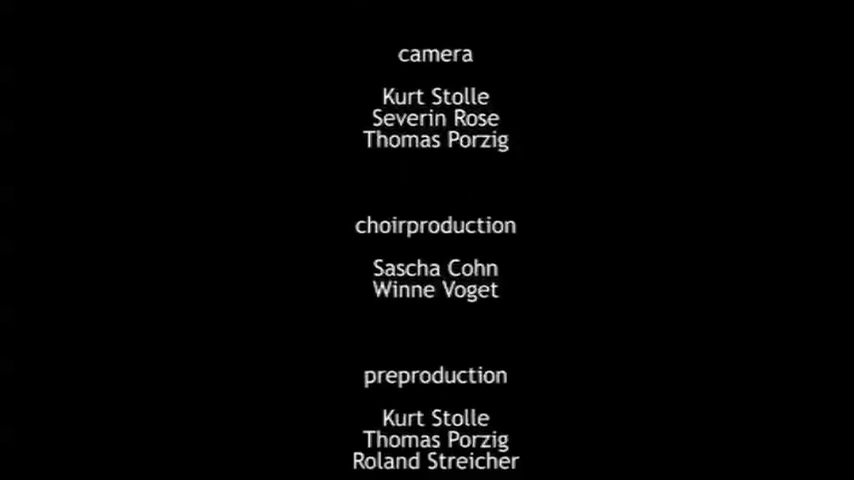 camera
Kurt Stolle
Severin Rose
Thomas Porzig
choirproduction
Sascha Cohn
Winne Voget
preproduction
Kurt Stolle
Thomas Porzig
Roland Streicher